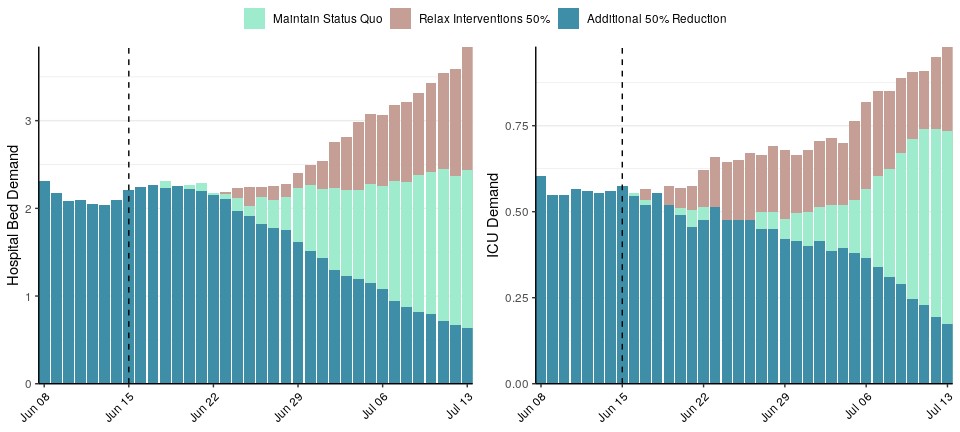 Maintain Status Quo Relax Interventions 50% Additional 50% Reduction
Hospital Bed Demand
3
2
1
0
Jun 08 Jun 15 Jun 22 Jun 29 Jul 06 Jul 13
ICU Demand
0.75
0.50
0.25
0.00
Jun 08 Jun 15 Jun 22 Jun 29 Jul 06 Jul 13